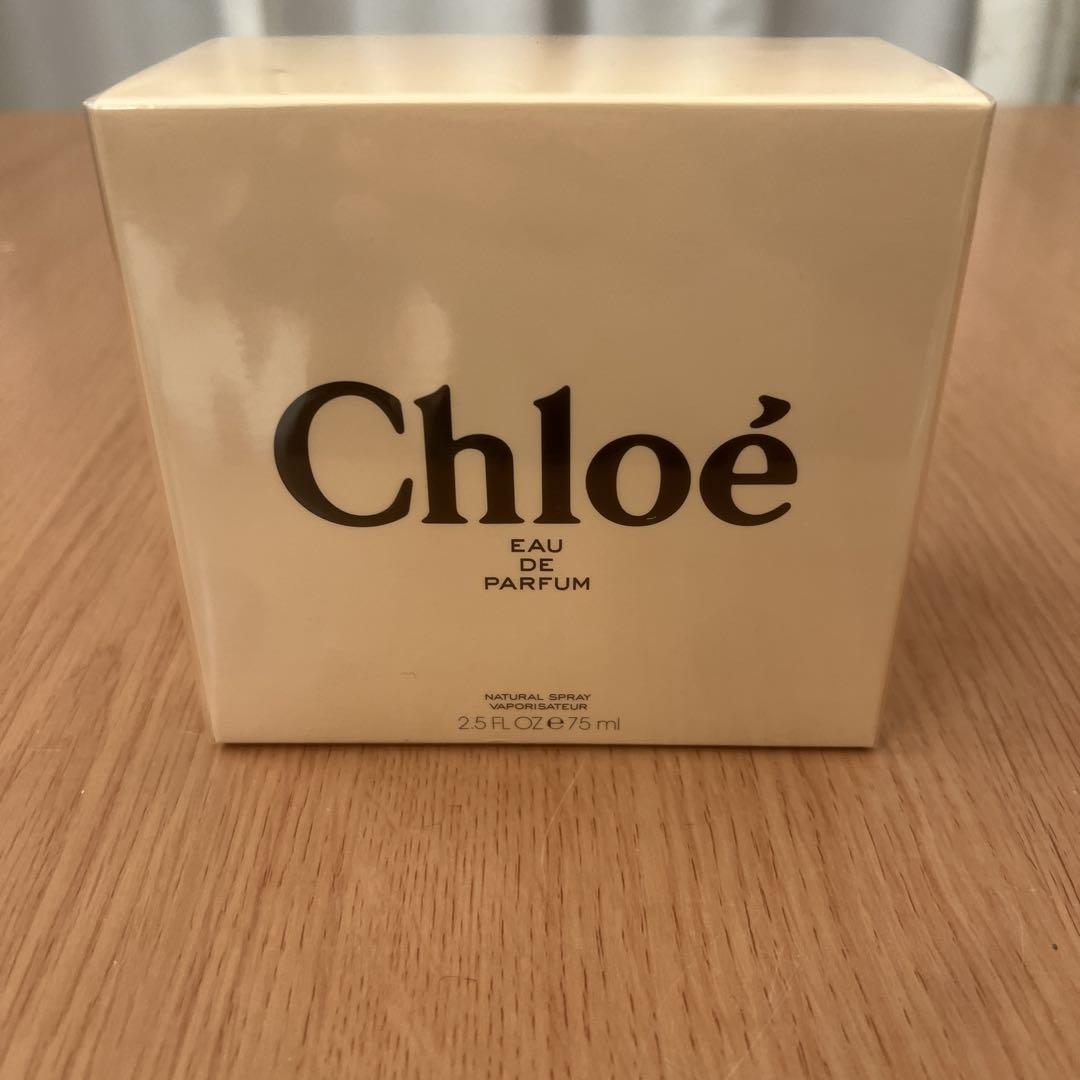 Chloé
EAU
DE
PARFUM
NATURAL SPRAY
VAPORISATEUR
2.5 FL OZ ℮ 75 ml